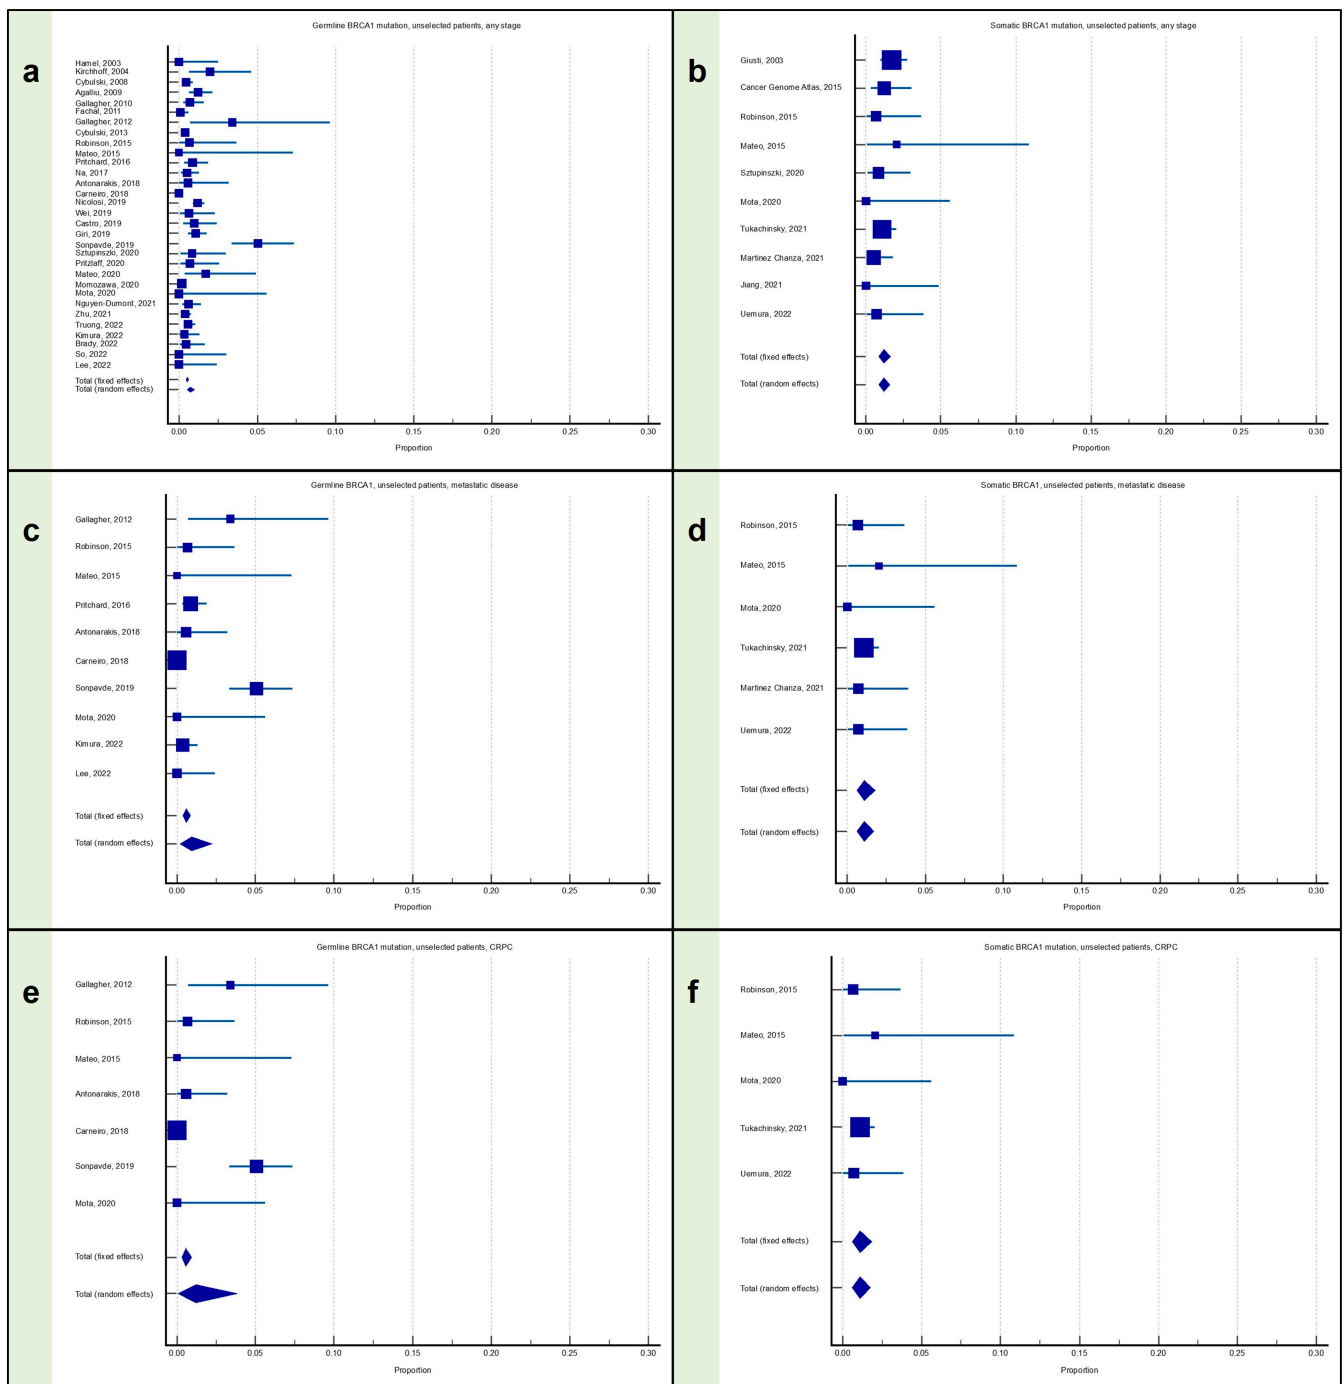 a
Germline BRCA1 mutation, unselected patients, any stage
Hamel, 2003
Kirchhoff, 2004
Cybulski, 2008
Agalliu, 2009
Gallagher, 2010
Fachal, 2011
Gallagher, 2012
Cybulski, 2013
Robinson, 2015
Mateo, 2015
Pritchard, 2016
Na, 2017
Antonarakis, 2018
Carneiro, 2018
Nicolosi, 2019
Wei, 2019
Castro, 2019
Giri, 2019
Sonpavde, 2019
Sztupinszki, 2020
Pritzlaff, 2020
Mateo, 2020
Momozawa, 2020
Mota, 2020
Nguyen-Dumont, 2021
Zhu, 2021
Truong, 2022
Kimura, 2022
Brady, 2022
So, 2022
Lee, 2022
Total (fixed effects)
Total (random effects)
0.00 0.05 0.10 0.15 0.20 0.25 0.30
Proportion
b
Somatic BRCA1 mutation, unselected patients, any stage
Giusti, 2003
Cancer Genome Atlas, 2015
Robinson, 2015
Mateo, 2015
Sztupinszki, 2020
Mota, 2020
Tukachinsky, 2021
Martinez Chanza, 2021
Jiang, 2021
Uemura, 2022
Total (fixed effects)
Total (random effects)
0.00 0.05 0.10 0.15 0.20 0.25 0.30
Proportion
c
Germline BRCA1, unselected patients, metastatic disease
Gallagher, 2012
Robinson, 2015
Mateo, 2015
Pritchard, 2016
Antonarakis, 2018
Carneiro, 2018
Sonpavde, 2019
Mota, 2020
Kimura, 2022
Lee, 2022
Total (fixed effects)
Total (random effects)
0.00 0.05 0.10 0.15 0.20 0.25 0.30
Proportion
d
Somatic BRCA1, unselected patients, metastatic disease
Robinson, 2015
Mateo, 2015
Mota, 2020
Tukachinsky, 2021
Martinez Chanza, 2021
Uemura, 2022
Total (fixed effects)
Total (random effects)
0.00 0.05 0.10 0.15 0.20 0.25 0.30
Proportion
e
Germline BRCA1 mutation, unselected patients, CRPC
Gallagher, 2012
Robinson, 2015
Mateo, 2015
Antonarakis, 2018
Carneiro, 2018
Sonpavde, 2019
Mota, 2020
Total (fixed effects)
Total (random effects)
0.00 0.05 0.10 0.15 0.20 0.25 0.30
Proportion
f
Somatic BRCA1 mutation, unselected patients, CRPC
Robinson, 2015
Mateo, 2015
Mota, 2020
Tukachinsky, 2021
Uemura, 2022
Total (fixed effects)
Total (random effects)
0.00 0.05 0.10 0.15 0.20 0.25 0.30
Proportion